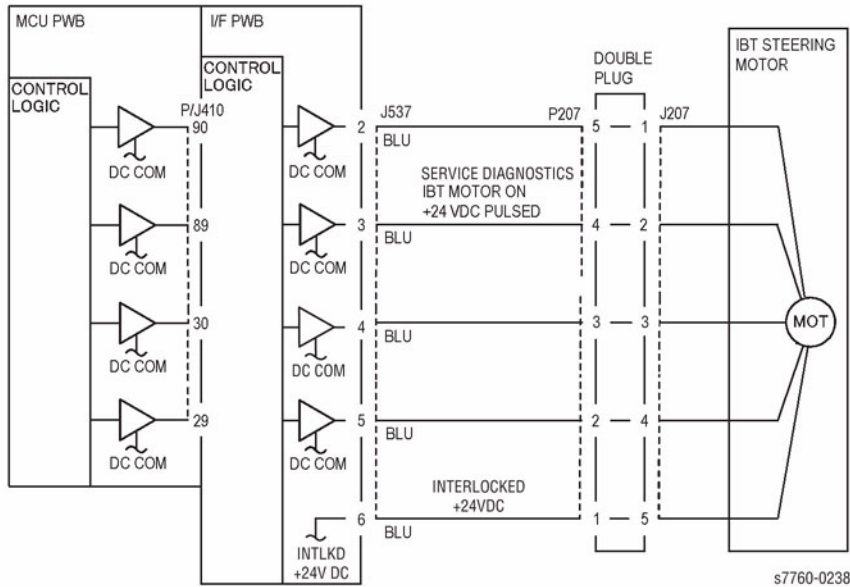 MCU PWB
I/F PWB
CONTROL
LOGIC
P/J410
CONTROL
LOGIC
DOUBLE
PLUG
IBT STEERING
MOTOR
J537
P207
J207
90
2
BLU
5
1
DC COM
DC COM
SERVICE DIAGNOSTICS
IBT MOTOR ON
+24 VDC PULSED
89
3
BLU
4
2
DC COM
DC COM
30
4
BLU
3
3
MOT
DC COM
DC COM
29
5
BLU
2
4
DC COM
DC COM
INTERLOCKED
+24VDC
6
BLU
1
5
INTLKD
+24V DC
s7760-0238